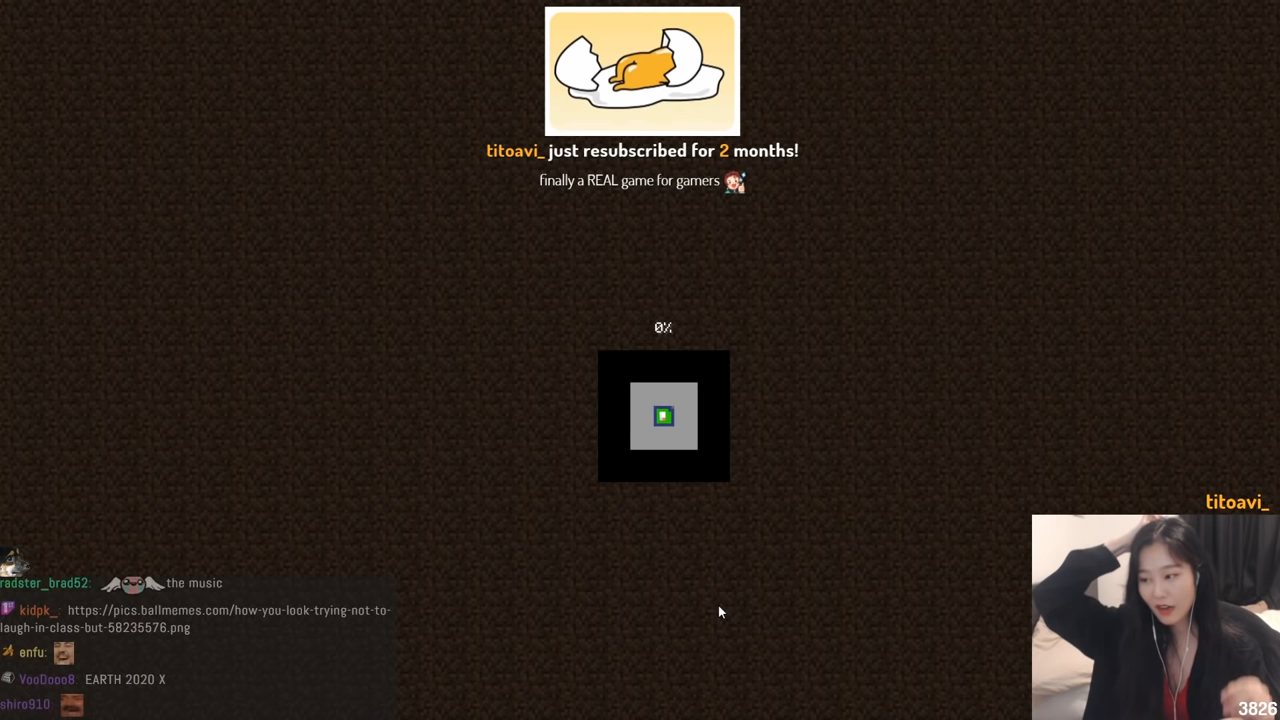 titoavi_ just resubscribed for 2 months!
finally a REAL game for gamers
0%
titoavi_
radster_brad52: the music
kidpk_: https://pics.ballmemes.com/how-you-look-trying-not-to-
laugh-in-class-but-58235576.png
enfu:
VooDooo8: EARTH 2020 X
shiro910
3826